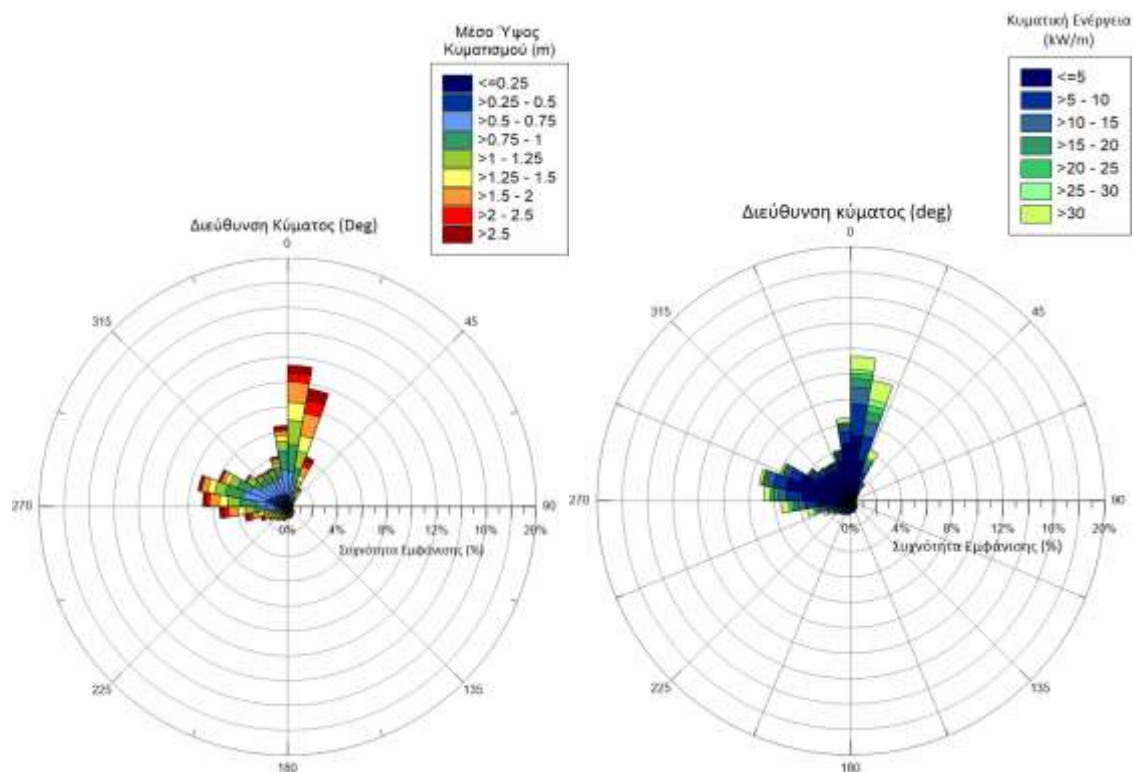 Μέσο Ύψος
Κυματισμού (m)
<=0.25
>0.25 - 0.5
>0.5 - 0.75
>0.75 - 1
>1 - 1.25
>1.25 - 1.5
>1.5 - 2
>2 - 2.5
>2.5
Διεύθυνση Κύματος (Deg)
0
45
90
135
180
225
270
315
0%
4%
8%
12%
16%
20%
Συχνότητα Εμφάνισης (%)
Κυματική Ενέργεια
(kW/m)
<=5
>5 - 10
>10 - 15
>15 - 20
>20 - 25
>25 - 30
>30
Διεύθυνση κύματος (deg)
0
45
90
135
180
225
270
315
0%
4%
8%
12%
16%
20%
Συχνότητα Εμφάνισης (%)